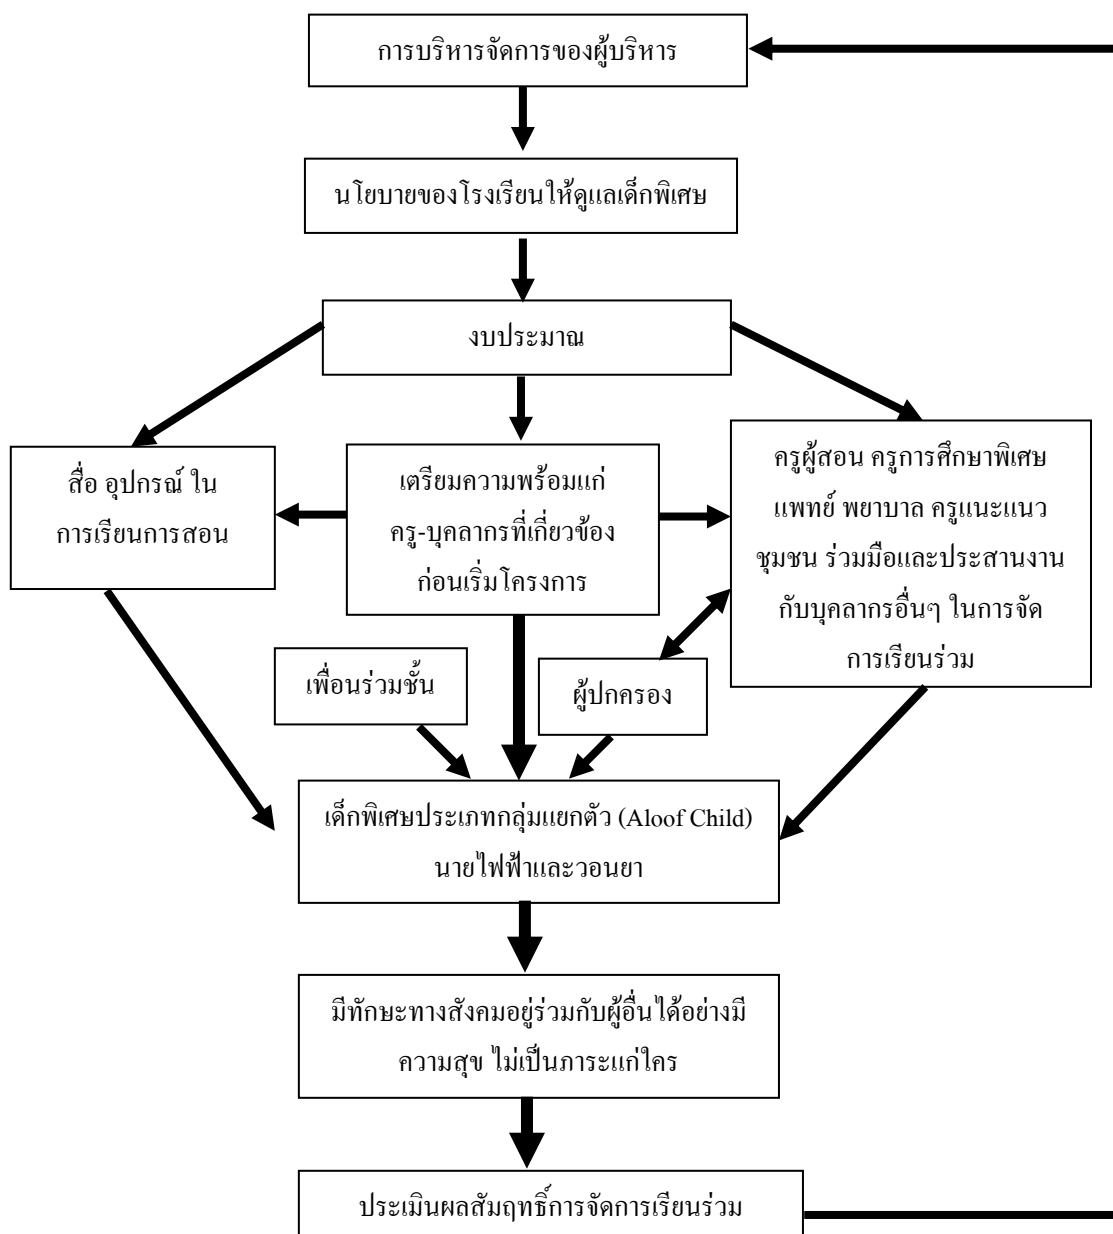 การบริหารจัดการของผู้บริหาร
นโยบายของโรงเรียนให้ดูแลเด็กพิเศษ
งบประมาณ
สื่อ อุปกรณ์ ใน
การเรียนการสอน
เตรียมความพร้อมแก่
ครู-บุคลากรที่เกี่ยวข้อง
ก่อนเริ่มโครงการ
ครูผู้สอน ครูการศึกษาพิเศษ
แพทย์ พยาบาล ครูแนะแนว
ชุมชน ร่วมมือและประสานงาน
กับบุคลากรอื่นๆ ในการจัด
การเรียนร่วม
เพื่อนร่วมชั้น
ผู้ปกครอง
เด็กพิเศษประเภทกลุ่มแยกตัว (Aloof Child)
นายไฟฟ้าและวอนยา
มีทักษะทางสังคมอยู่ร่วมกับผู้อื่นได้อย่างมี
ความสุข ไม่เป็นภาระแก่ใคร
ประเมินผลสัมฤทธิ์การจัดการเรียนร่วม